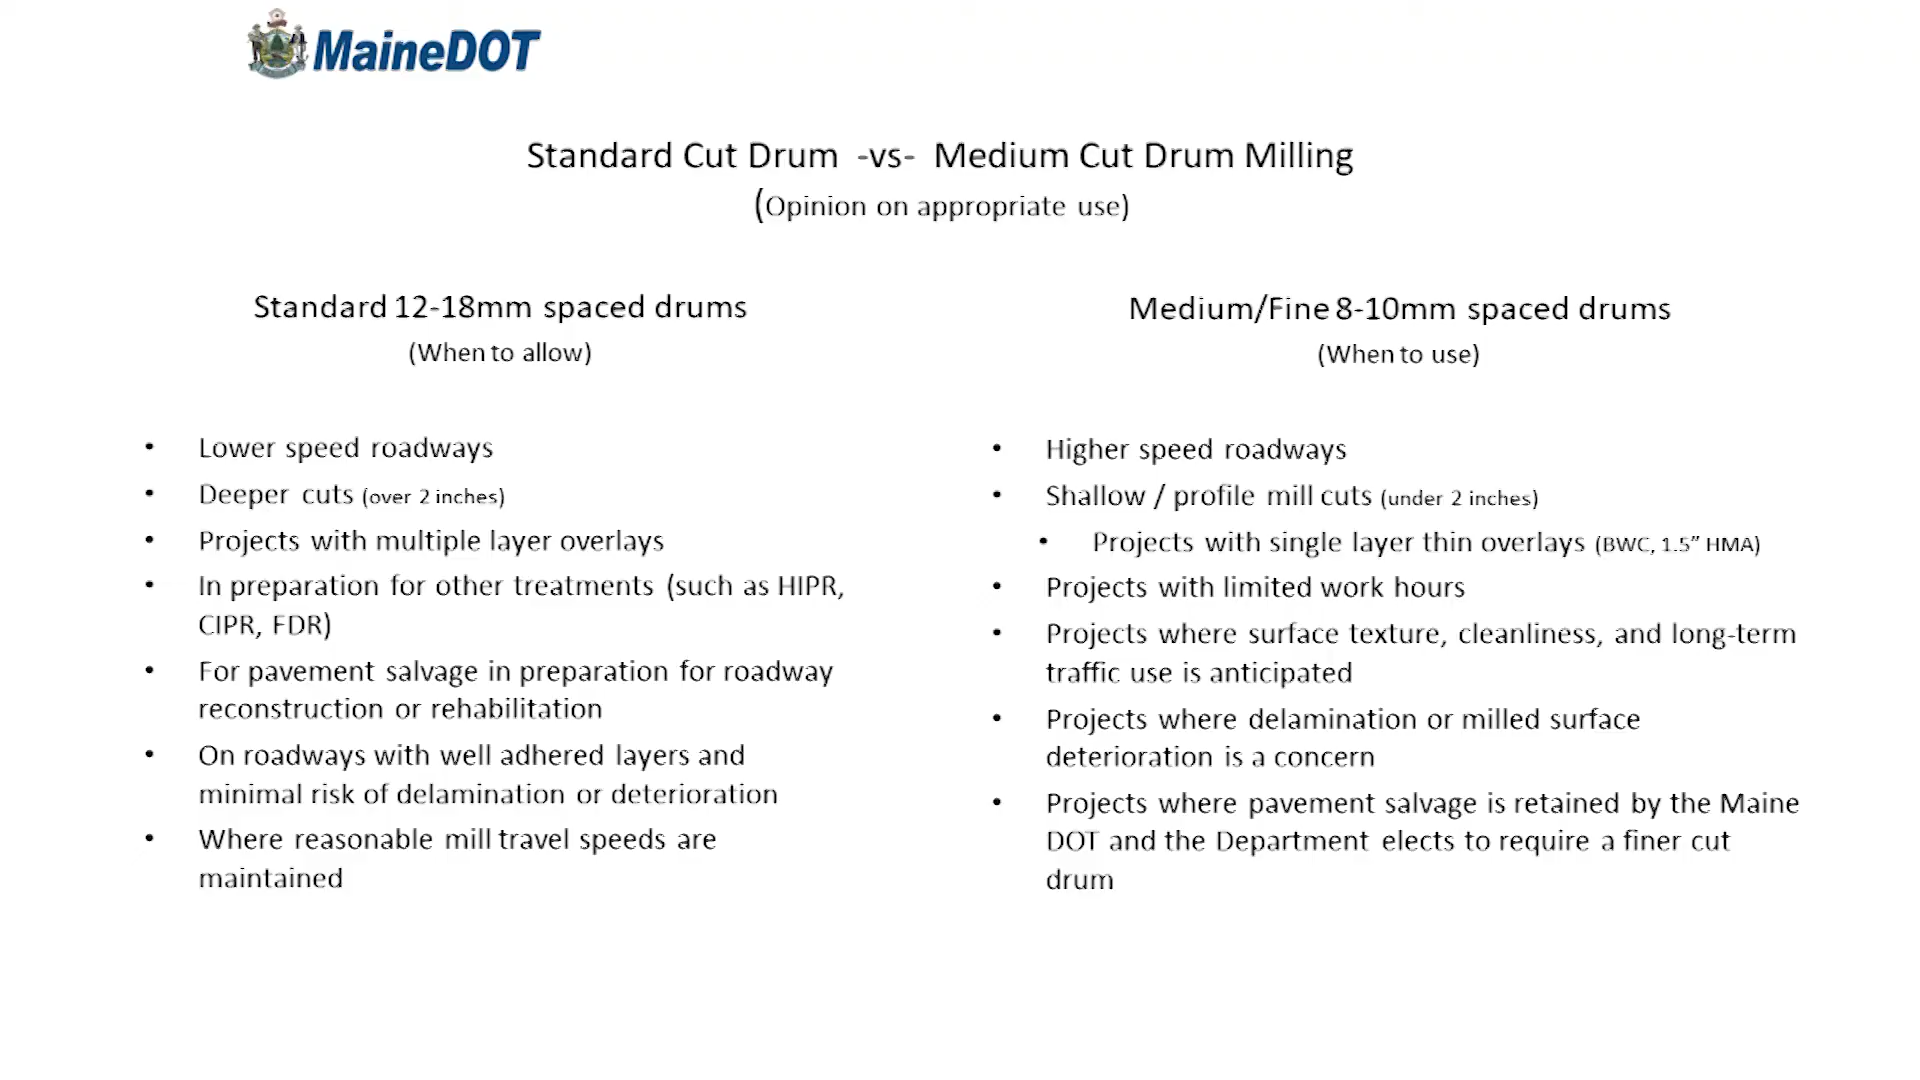 MaineDOT
Standard Cut Drum -vs- Medium Cut Drum Milling
(Opinion on appropriate use)
Standard 12-18mm spaced drums
(When to allow)
• Lower speed roadways
• Deeper cuts (over 2 inches)
• Projects with multiple layer overlays
• In preparation for other treatments (such as HIPR,
CIPR, FDR)
• For pavement salvage in preparation for roadway
reconstruction or rehabilitation
• On roadways with well adhered layers and
minimal risk of delamination or deterioration
• Where reasonable mill travel speeds are
maintained
Medium/Fine 8-10mm spaced drums
(When to use)
• Higher speed roadways
• Shallow / profile mill cuts (under 2 inches)
• Projects with single layer thin overlays (BWC, 1.5” HMA)
• Projects with limited work hours
• Projects where surface texture, cleanliness, and long-term
traffic use is anticipated
• Projects where delamination or milled surface
deterioration is a concern
• Projects where pavement salvage is retained by the Maine
DOT and the Department elects to require a finer cut
drum